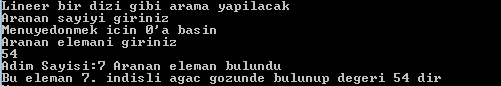 Lineer bir dizi gibi arama yapilacak
Aranan sayiyi giriniz
Menuyedonmek icin 0'a basin
Aranan elemani giriniz
54
Adim Sayisi:7 Aranan eleman bulundu
Bu eleman 7. indisli agac gozunde bulunup degeri 54 dir